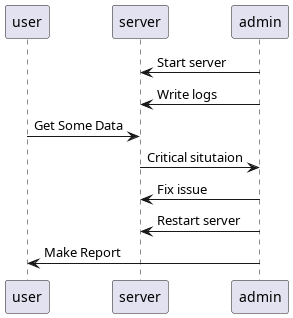 user server admin
Start server
Write logs
Get Some Data
Critical situtaion
Fix issue
Restart server
Make Report
user server admin